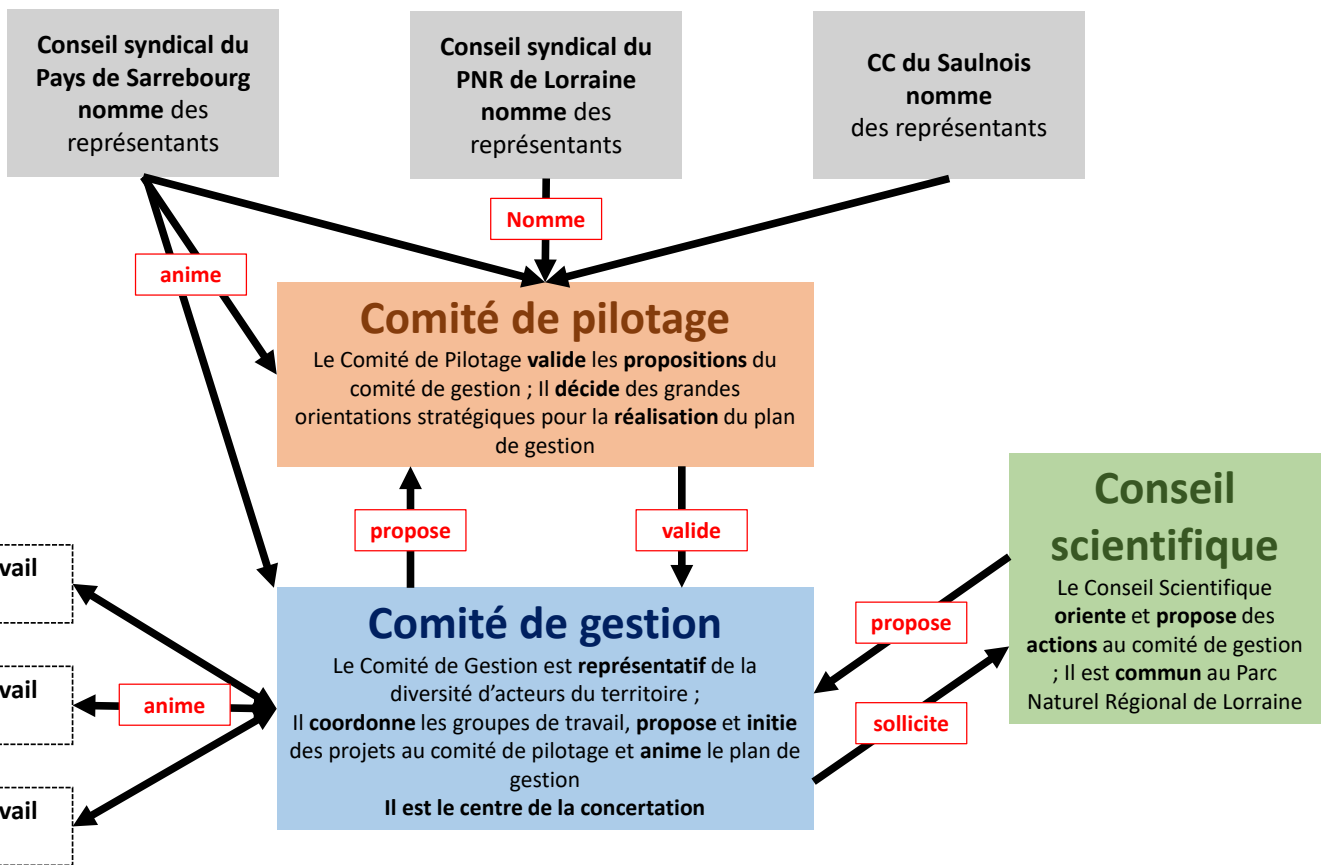 Conseil syndical du
Pays de Sarrebourg
nomme des
représentants
Conseil syndical du
PNR de Lorraine
nomme des
représentants
CC du Saulnois
nomme
des représentants
Nomme
anime
Comité de pilotage
Le Comité de Pilotage valide les propositions du
comité de gestion ; Il décide des grandes
orientations stratégiques pour la réalisation du plan
de gestion
propose
valide
Conseil
scientifique
Le Conseil Scientifique
oriente et propose des
actions au comité de gestion
; Il est commun au Parc
Naturel Régional de Lorraine
vail
vail
vail
anime
Comité de gestion
Le Comité de Gestion est représentatif de la
diversité d’acteurs du territoire ;
Il coordonne les groupes de travail, propose et initie
des projets au comité de pilotage et anime le plan de
gestion
Il est le centre de la concertation
propose
sollicite